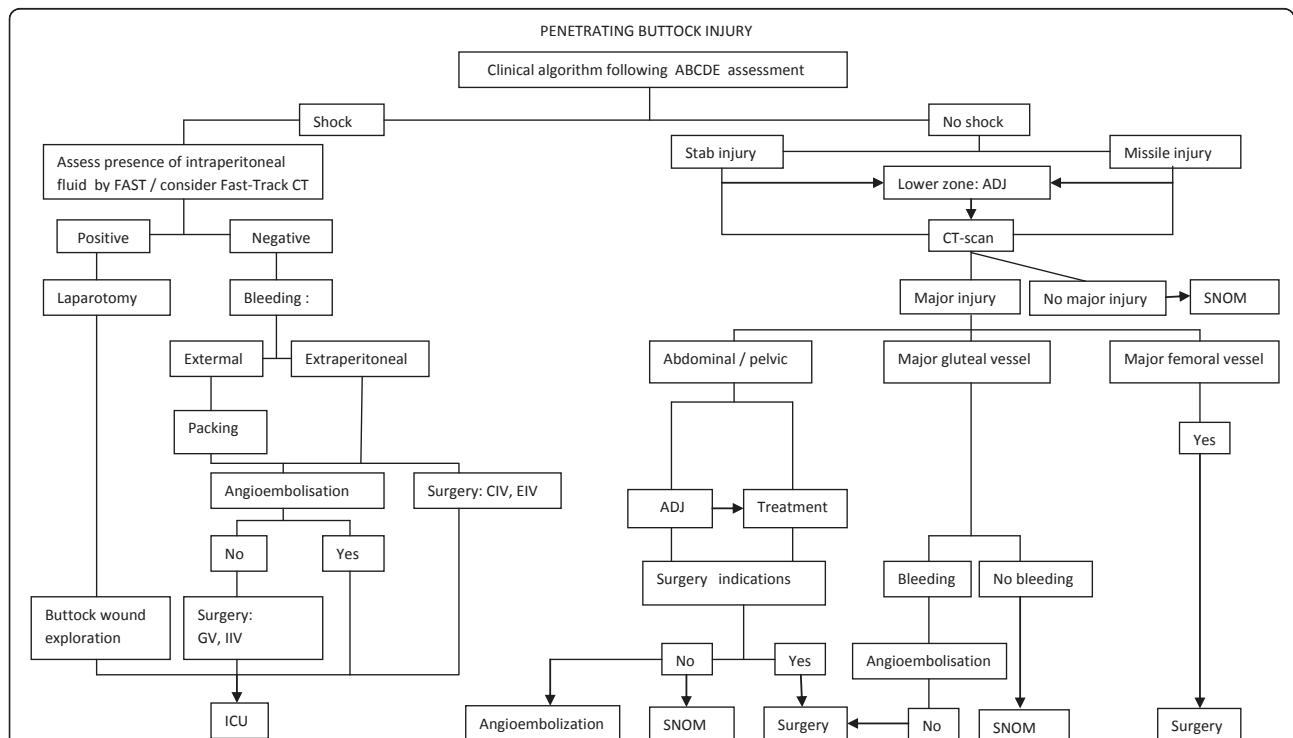 PENETRATING BUTTOCK INJURY
Clinical algorithm following ABCDE assessment
Shock
No shock
Assess presence of intraperitoneal
fluid by FAST / consider Fast-Track CT
Stab injury
Missile injury
Lower zone: ADJ
Positive
Negative
CT-scan
Laparotomy
Bleeding :
Major injury
No major injury
SNOM
Extermal
Extraperitoneal
Abdominal / pelvic
Major gluteal vessel
Major femoral vessel
Packing
Yes
Angioembolisation
Surgery: CIV, EIV
ADJ
Treatment
No
Yes
Surgery indications
Bleeding
No bleeding
Buttock wound
exploration
Surgery:
GV, IIV
No
Yes
Angioembolisation
ICU
Angioembolization
SNOM
Surgery
No
SNOM
Surgery